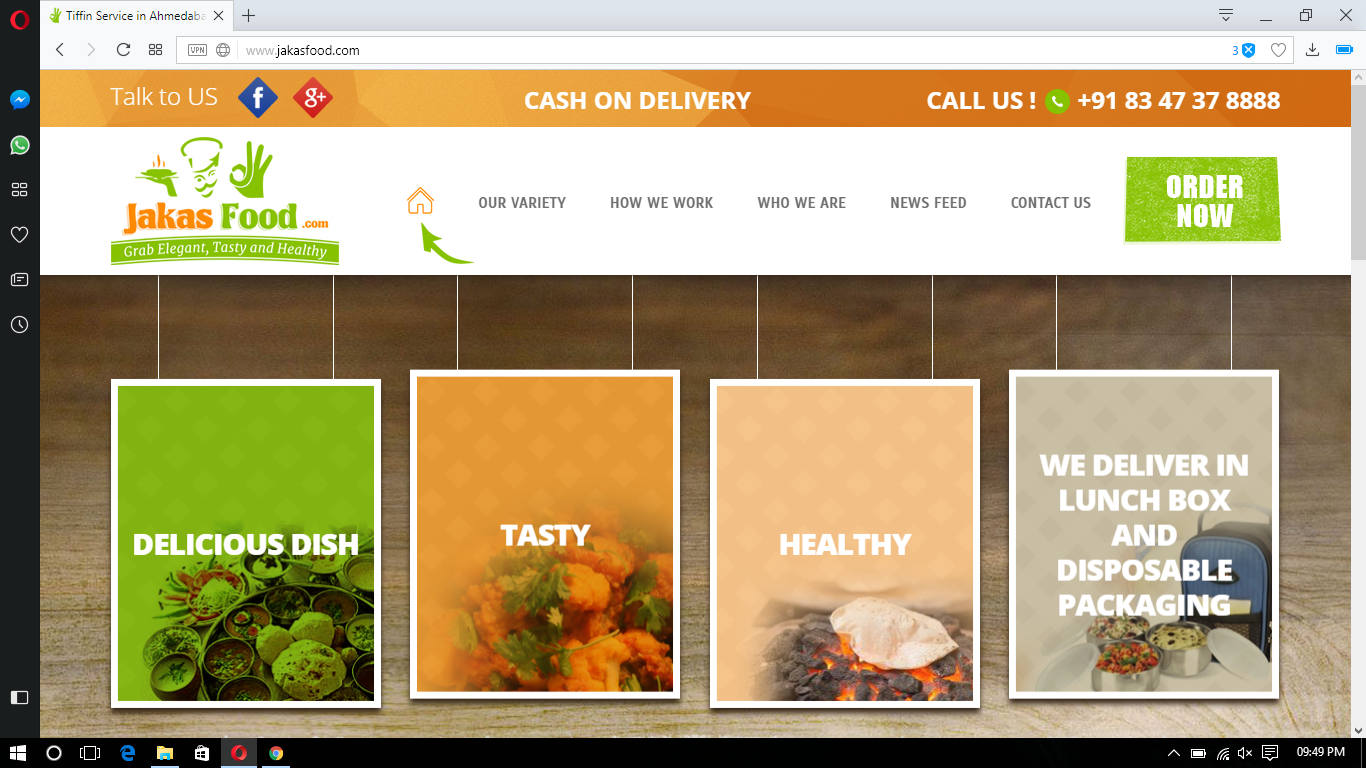 Tiffin Service in Ahmedaba
VPN
www.jakasfood.com
3
Talk to US
f
g+
CASH ON DELIVERY
CALL US !
+91 83 47 37 8888
Jakas Food.com
Grab Elegant, Tasty and Healthy
OUR VARIETY
HOW WE WORK
WHO WE ARE
NEWS FEED
CONTACT US
ORDER
NOW
DELICIOUS DISH
TASTY
HEALTHY
WE DELIVER IN
LUNCH BOX
AND
DISPOSABLE
PACKAGING
09:49 PM